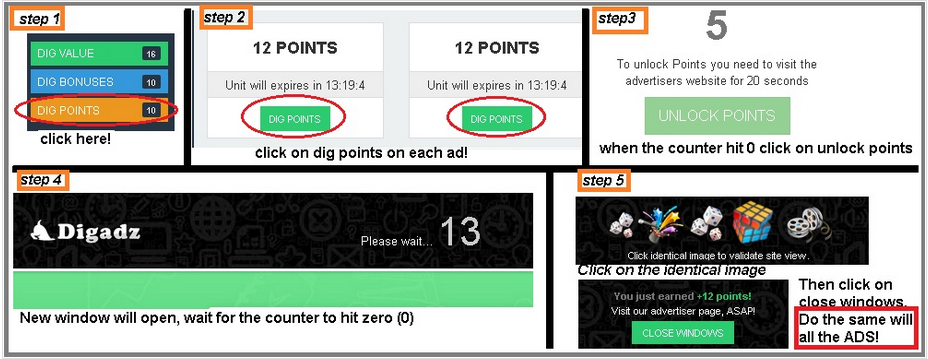 step 1
DIG VALUE 16
DIG BONUSES 10
DIG POINTS 10
click here!
step 2
12 POINTS
Unit will expires in 13:19:4
DIG POINTS
12 POINTS
Unit will expires in 13:19:4
DIG POINTS
click on dig points on each ad!
step3
5
To unlock Points you need to visit the
advertisers website for 20 seconds
UNLOCK POINTS
when the counter hit 0 click on unlock points
step 4
Digadz
Please wait... 13
New window will open, wait for the counter to hit zero (0)
step 5
Click identical image to validate site view.
Click on the identical image
You just earned +12 points!
Visit our advertiser page, ASAP!
CLOSE WINDOWS
Then click on
close windows.
Do the same will
all the ADS!